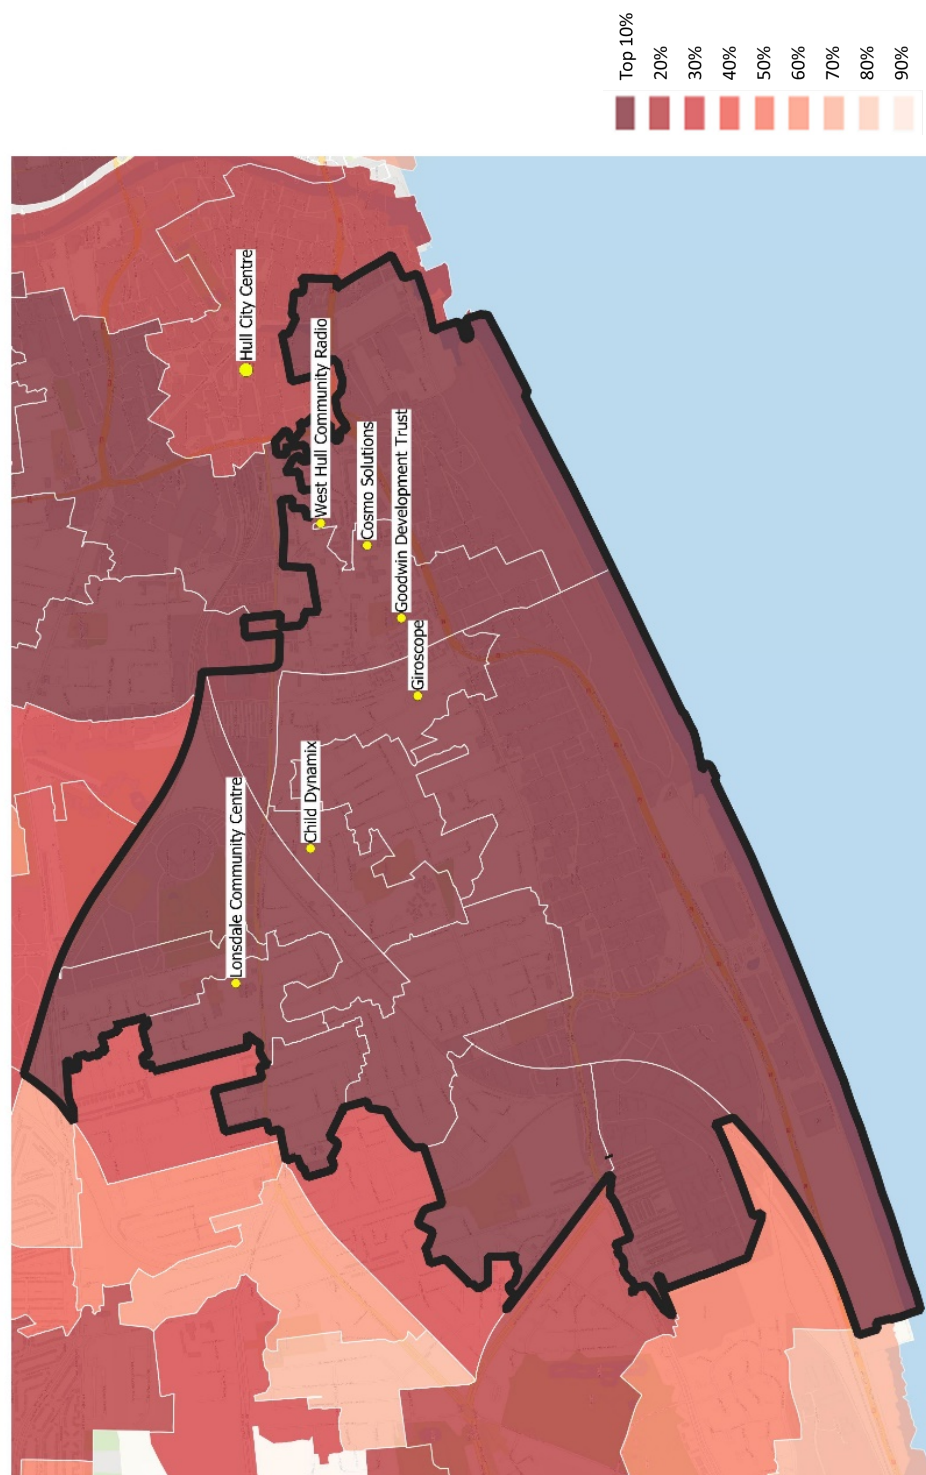 Lonsdale Community Centre
Child Dynamix
Giroscope
Goodwin Development Trust
Cosmo Solutions
West Hull Community Radio
Hull City Centre
Top 10%
20%
30%
40%
50%
60%
70%
80%
90%